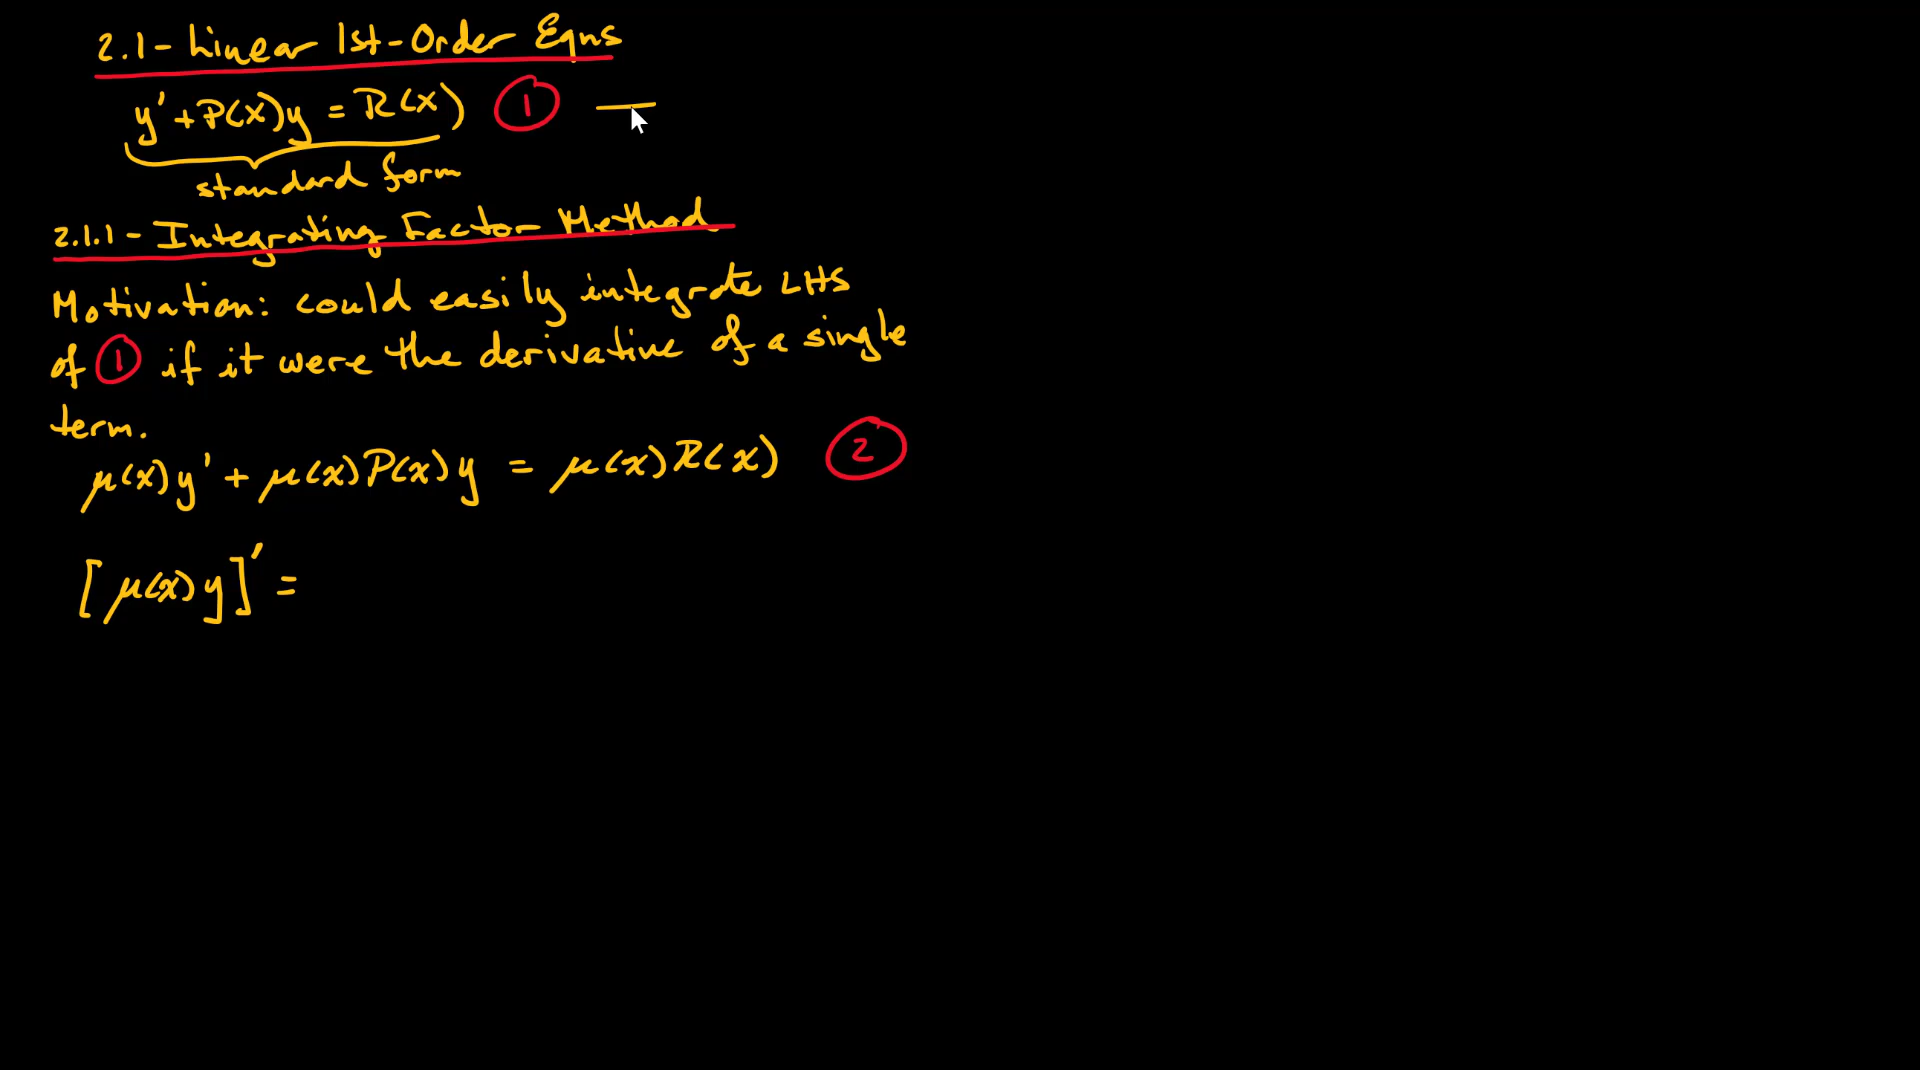 2.1 - Linear 1st-Order Eqns
y' + P(x)y = R(x) ①
standard form
2.1.1 - Integrating Factor Method
Motivation: could easily integrate LHS
of ① if it were the derivative of a single
term.
μ(x)y' + μ(x)P(x)y = μ(x)R(x) ②
[μ(x)y]' =